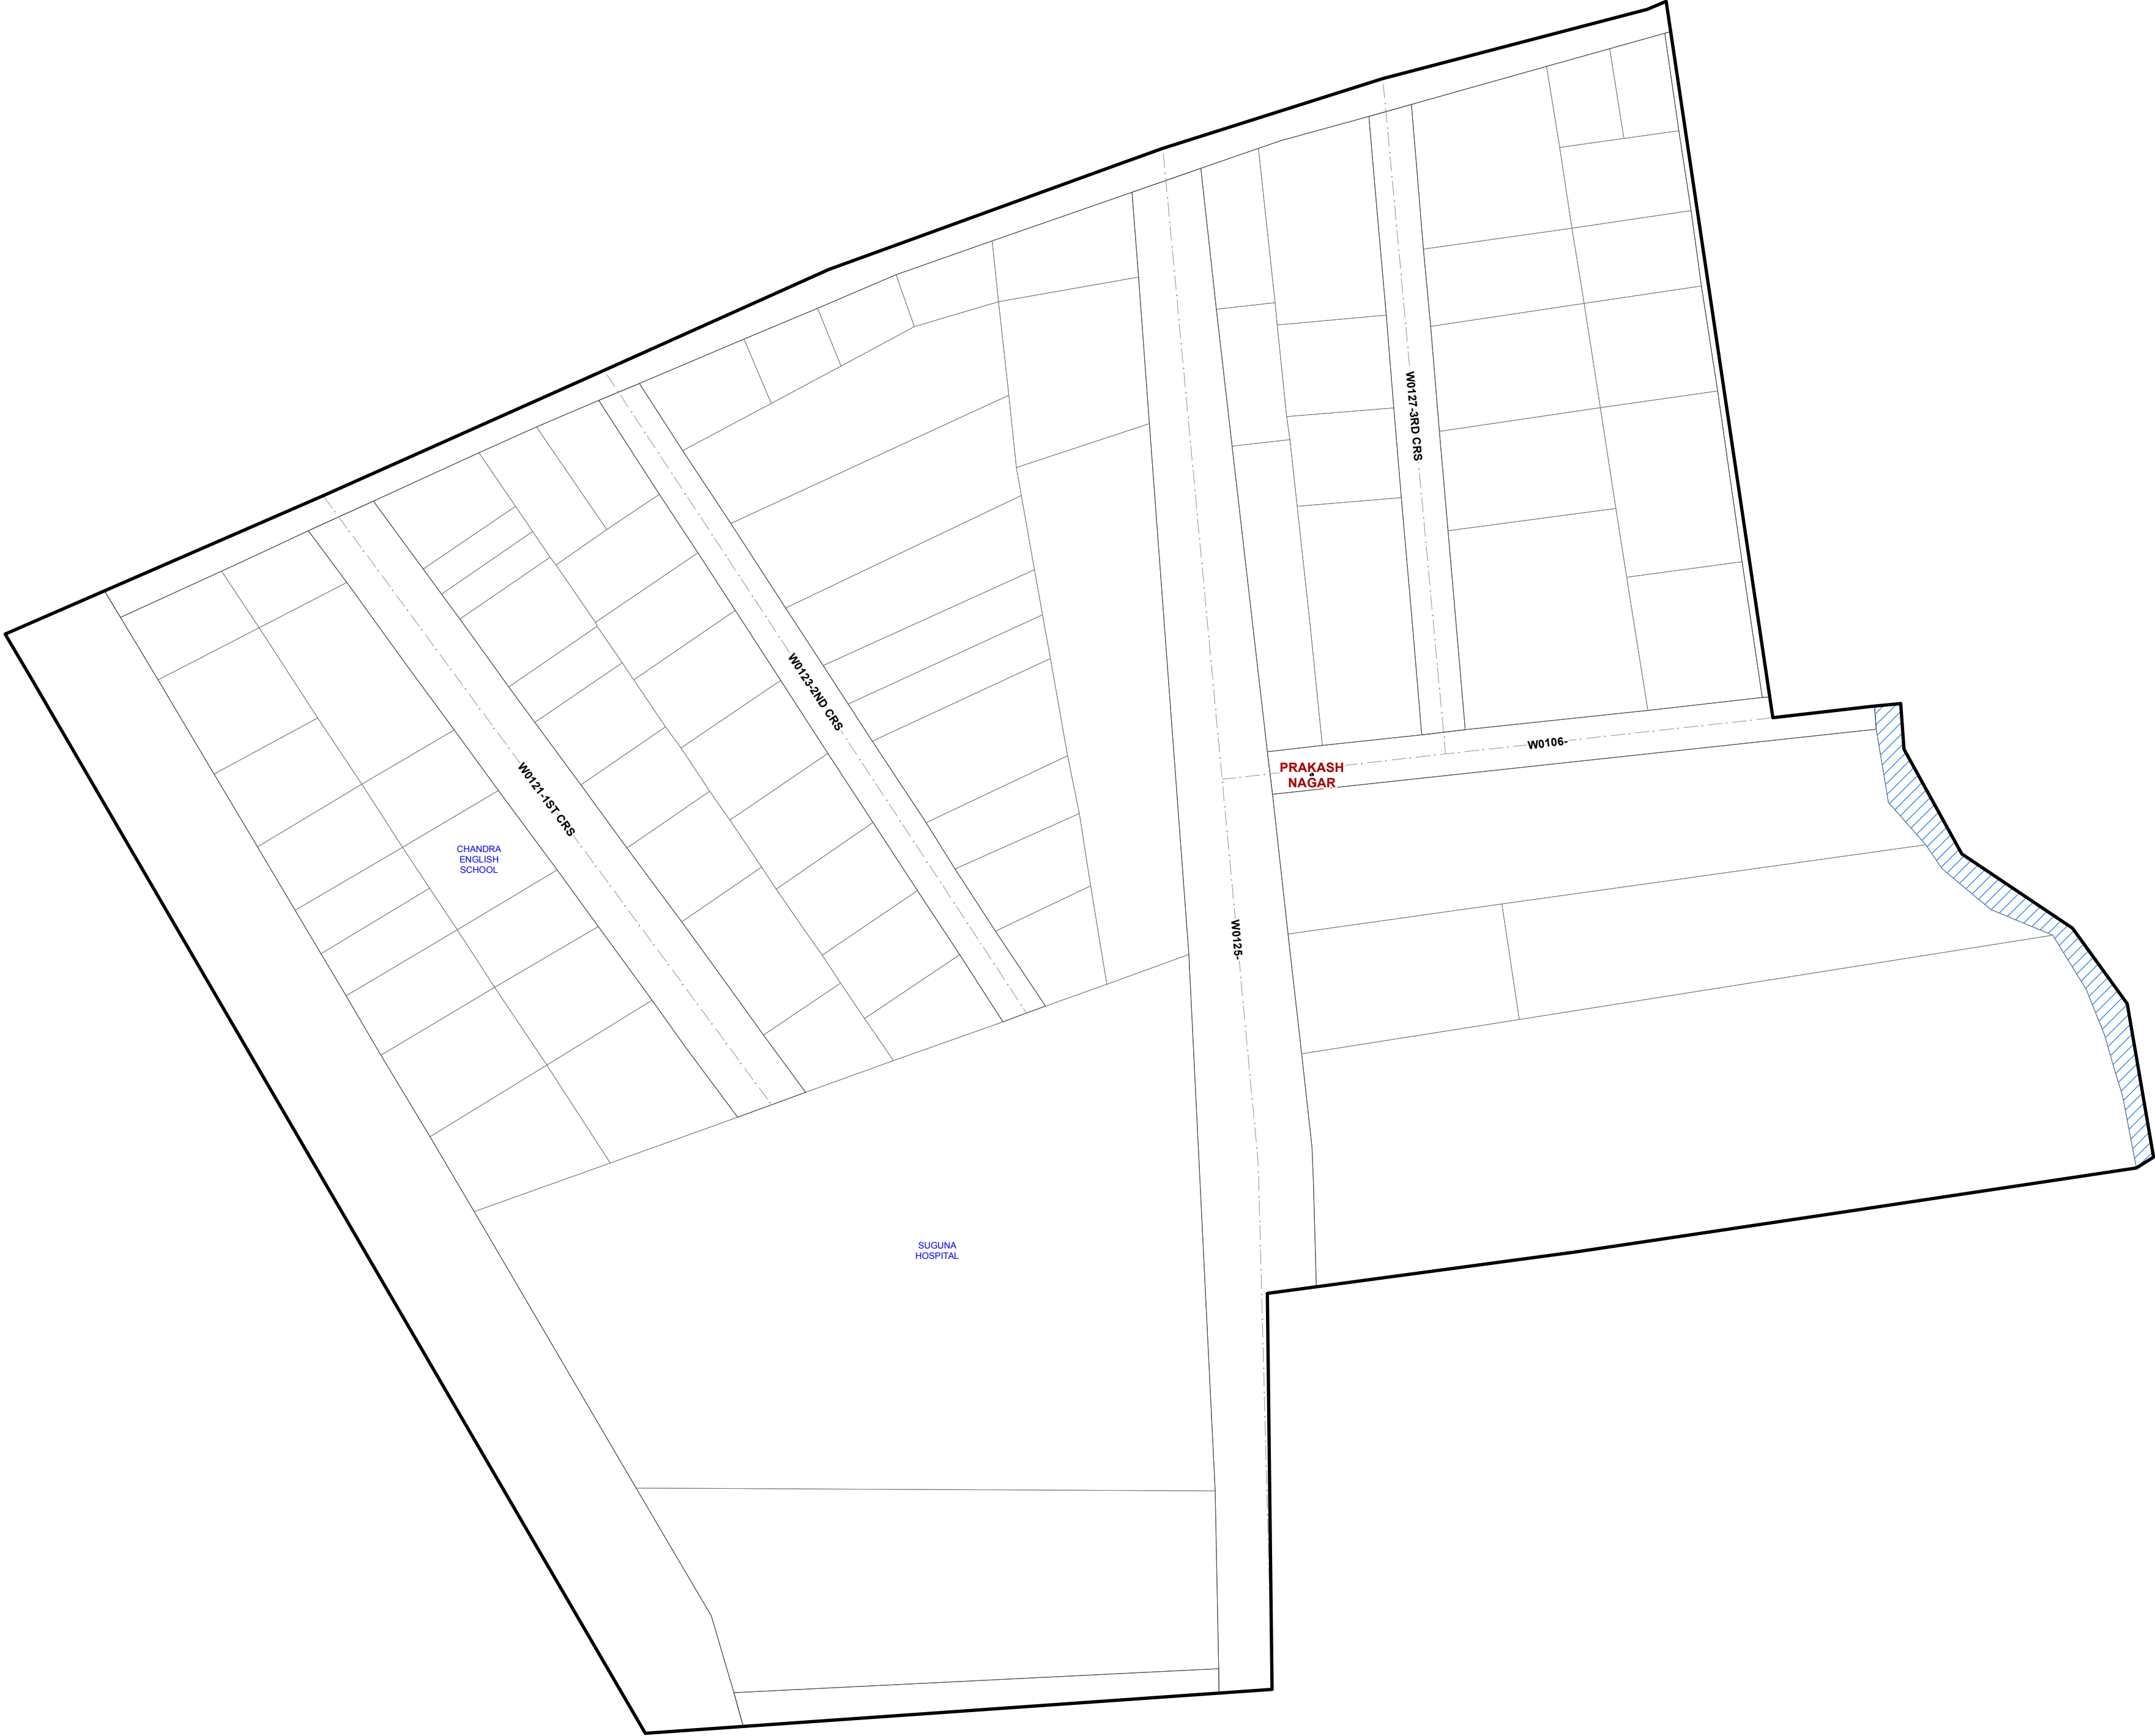 W0127-3RD CRS
W0123-2ND CRS
W0106-
PRAKASH
NAGAR
W0121-1ST CRS
CHANDRA
ENGLISH
SCHOOL
W0125-
SUGUNA
HOSPITAL